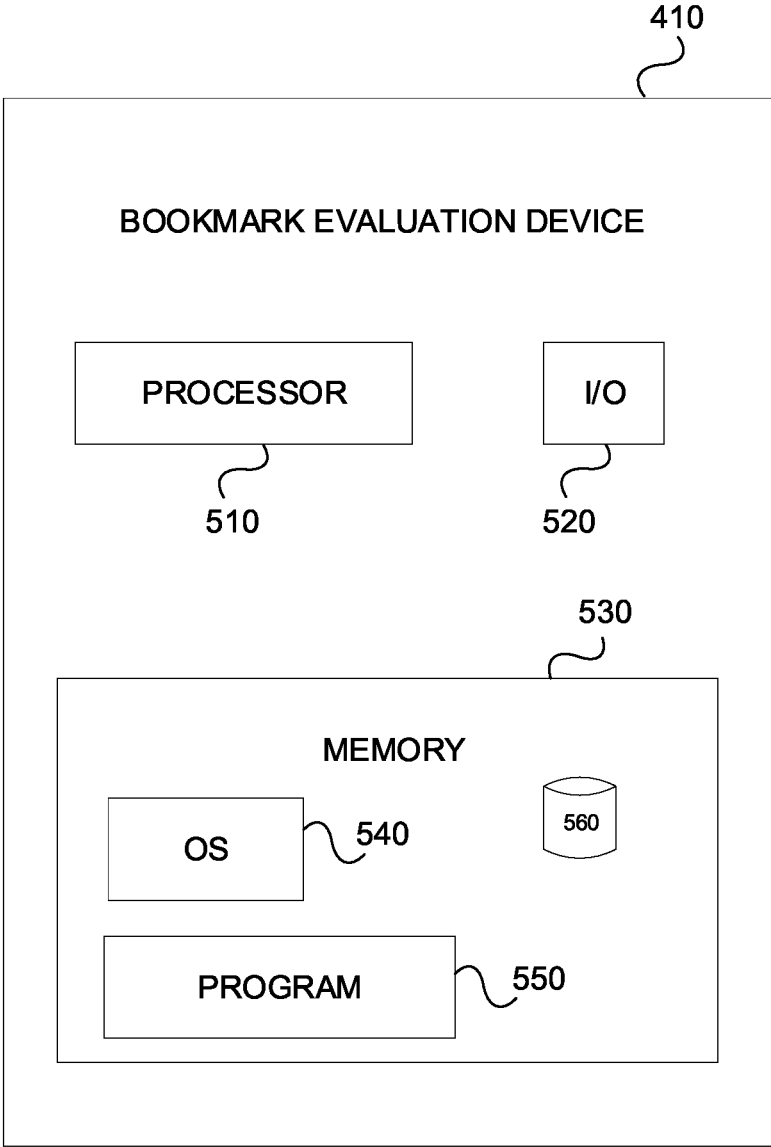 410
BOOKMARK EVALUATION DEVICE
PROCESSOR
I/O
510
520
530
MEMORY
560
OS
540
PROGRAM
550